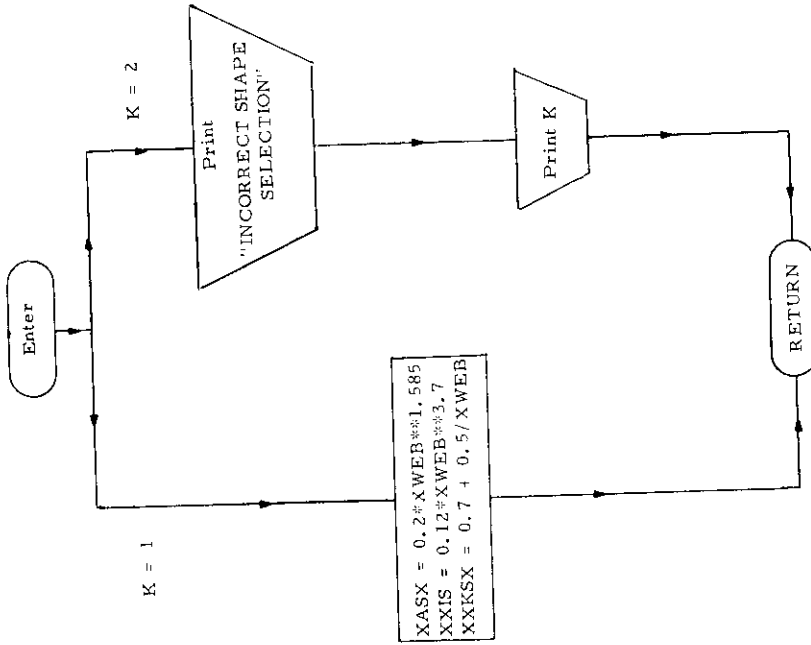 Enter
K = 1
K = 2
Print
"INCORRECT SHAPE
SELECTION"
XASX = 0.2*XWEB**1.585
XXIS = 0.12*XWEB**3.7
XXKSX = 0.7 + 0.5/XWEB
Print K
RETURN